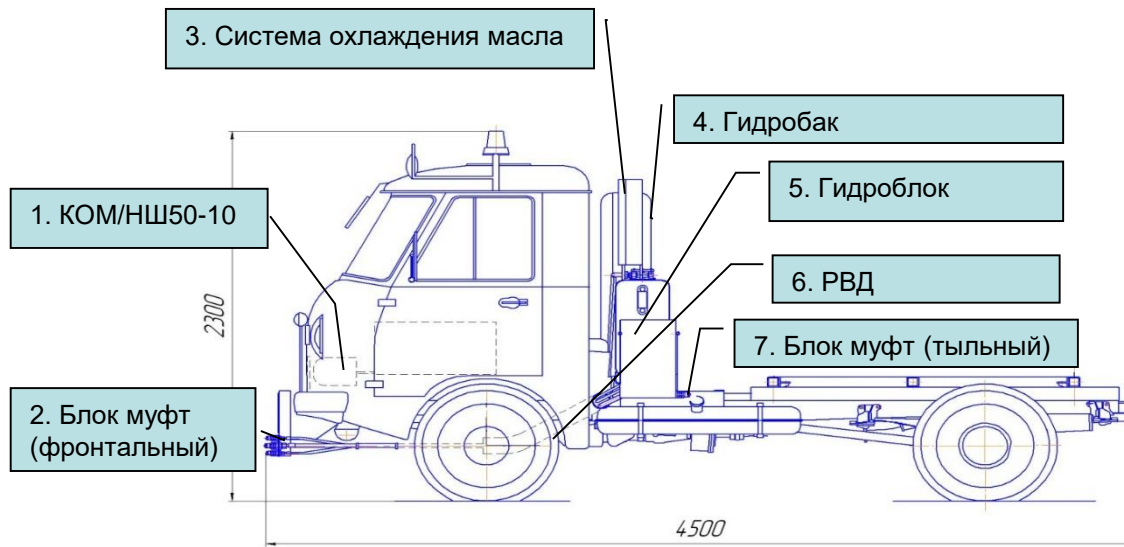 3. Система охлаждения масла
4. Гидробак
5. Гидроблок
1. КОМ/НШ50-10
6. РВД
2300
7. Блок муфт (тыльный)
2. Блок муфт
(фронтальный)
4500